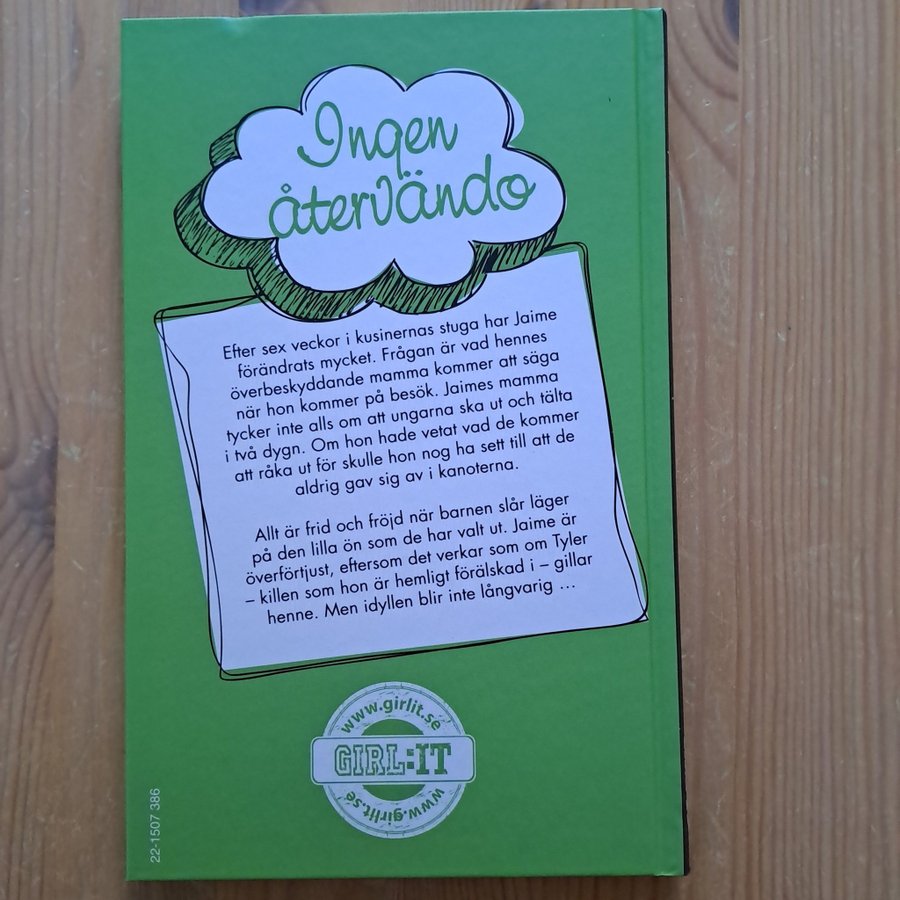 Ingen
återvändo
Efter sex veckor i kusinernas stuga har Jaime
förändrats mycket. Frågan är vad hennes
överbeskyddande mamma kommer att säga
när hon kommer på besök. Jaimes mamma
tycker inte alls om att ungarna ska ut och tälta
i två dygn. Om hon hade vetat vad de kommer
att råka ut för skulle hon nog ha sett till att de
aldrig gav sig av i kanoterna.
Allt är frid och fröjd när barnen slår läger
på den lilla ön som de har valt ut. Jaime är
överförtjust, eftersom det verkar som om Tyler
– killen som hon är hemligt förälskad i – gillar
henne. Men idyllen blir inte långvarig ...
www.girlit.se
GIRL:IT
www.girlit.se
22-1507 386